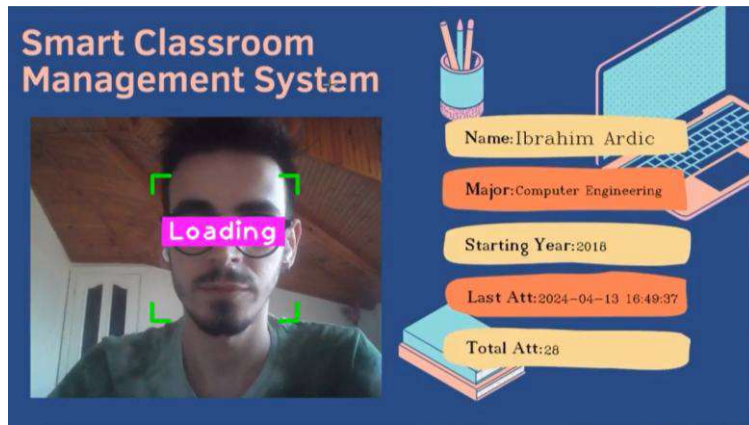 Smart Classroom
Management System
Loading
Name:Ibrahim Ardic
Major:Computer Engineering
Starting Year:2018
Last Att:2024-04-13 16:49:37
Total Att:28